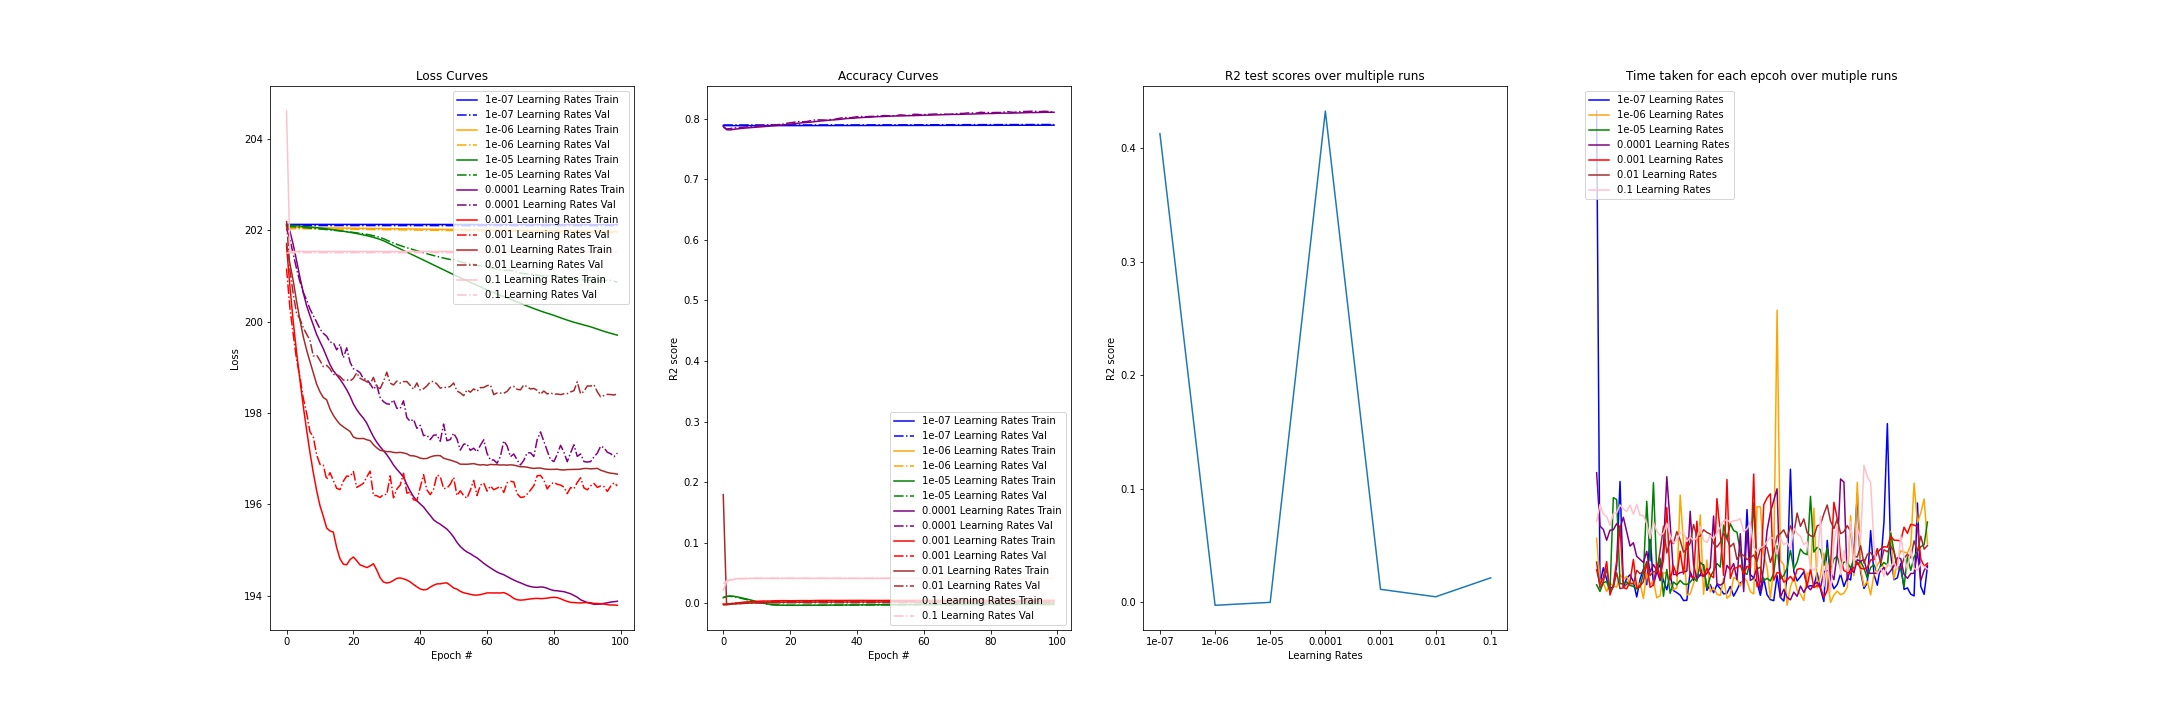 Loss Curves
Loss
204
202
200
198
196
194
0 20 40 60 80 100
Epoch #
1e-07 Learning Rates Train
1e-07 Learning Rates Val
1e-06 Learning Rates Train
1e-06 Learning Rates Val
1e-05 Learning Rates Train
1e-05 Learning Rates Val
0.0001 Learning Rates Train
0.0001 Learning Rates Val
0.001 Learning Rates Train
0.001 Learning Rates Val
0.01 Learning Rates Train
0.01 Learning Rates Val
0.1 Learning Rates Train
0.1 Learning Rates Val
Accuracy Curves
R2 score
0.8
0.7
0.6
0.5
0.4
0.3
0.2
0.1
0.0
0 20 40 60 80 100
Epoch #
1e-07 Learning Rates Train
1e-07 Learning Rates Val
1e-06 Learning Rates Train
1e-06 Learning Rates Val
1e-05 Learning Rates Train
1e-05 Learning Rates Val
0.0001 Learning Rates Train
0.0001 Learning Rates Val
0.001 Learning Rates Train
0.001 Learning Rates Val
0.01 Learning Rates Train
0.01 Learning Rates Val
0.1 Learning Rates Train
0.1 Learning Rates Val
R2 test scores over multiple runs
R2 score
0.4
0.3
0.2
0.1
0.0
1e-07 1e-06 1e-05 0.0001 0.001 0.01 0.1
Learning Rates
Time taken for each epcoh over mutiple runs
1e-07 Learning Rates
1e-06 Learning Rates
1e-05 Learning Rates
0.0001 Learning Rates
0.001 Learning Rates
0.01 Learning Rates
0.1 Learning Rates